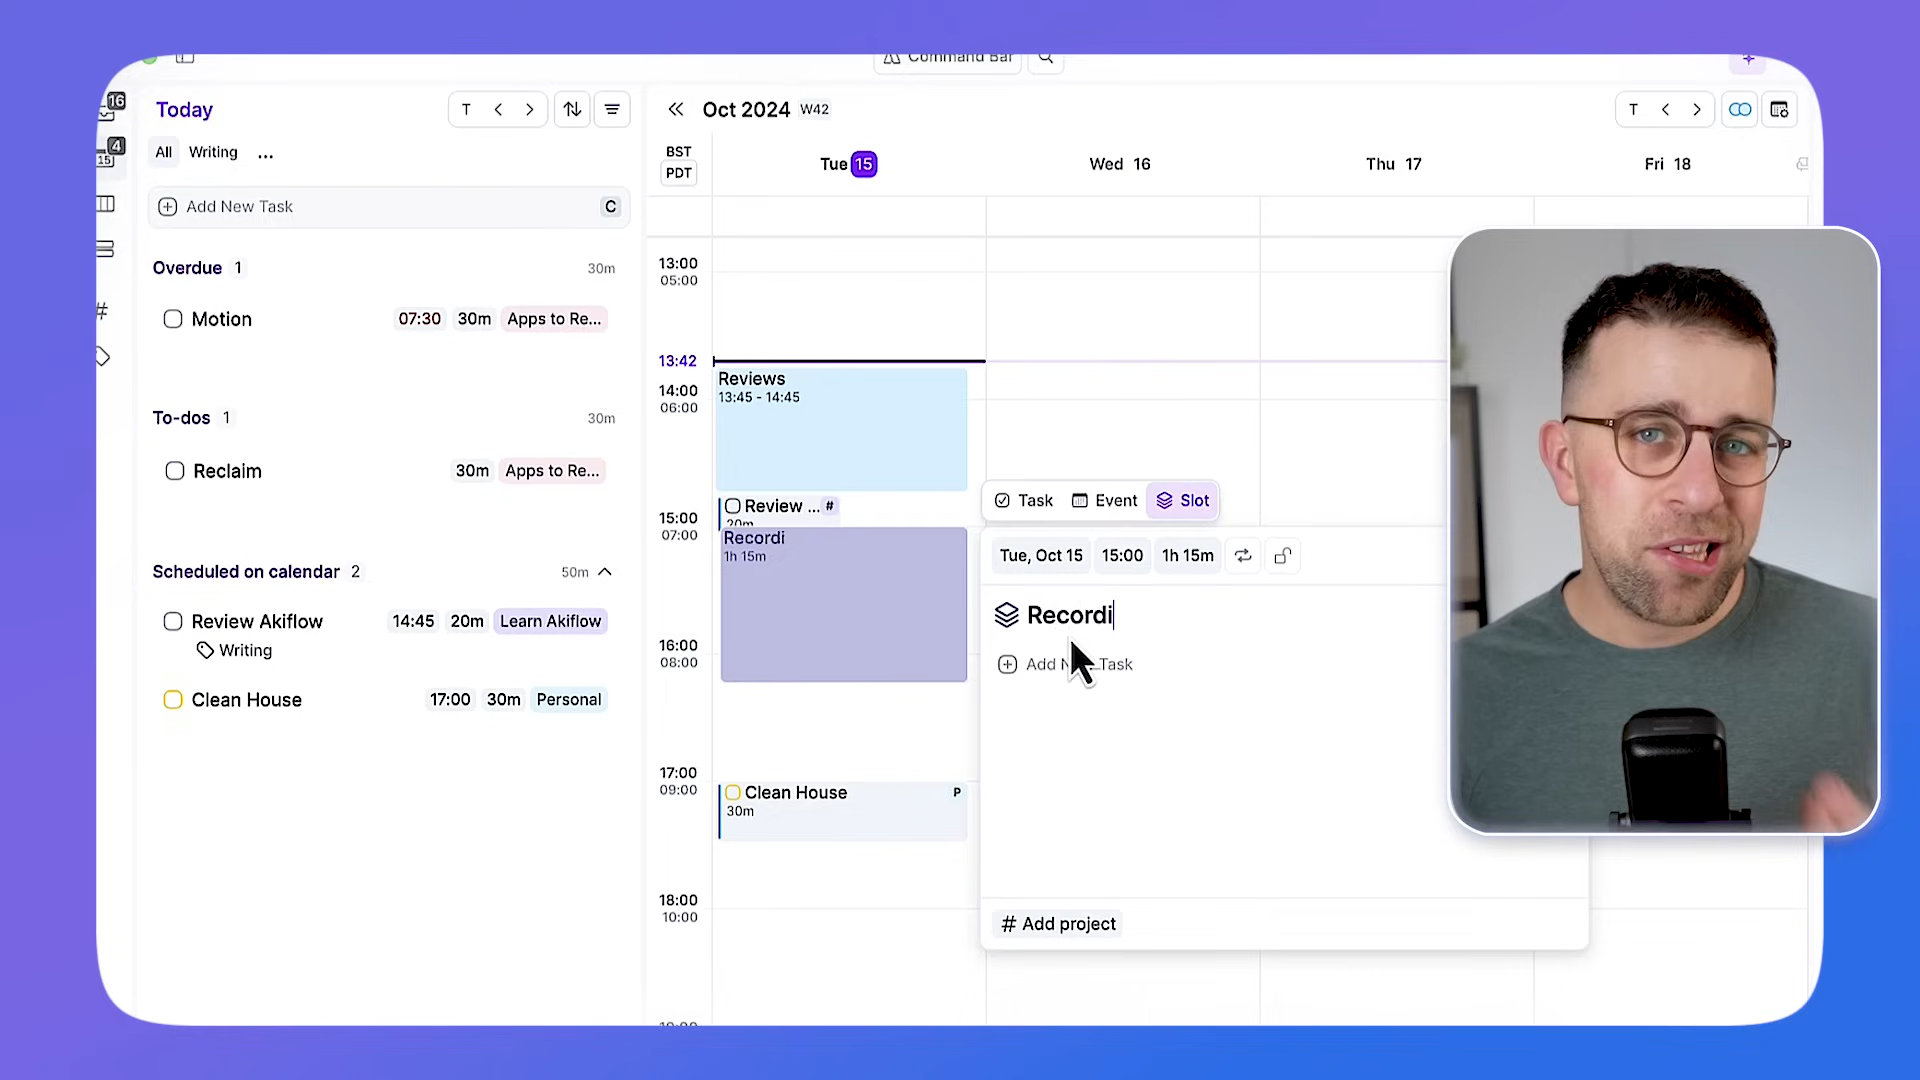 Command Bar
16
4
15
Today
T
All Writing ...
Add New Task C
Overdue 1 30m
Motion 07:30 30m Apps to Re...
To-dos 1 30m
Reclaim 30m Apps to Re...
Scheduled on calendar 2 50m
Review Akiflow 14:45 20m Learn Akiflow
Writing
Clean House 17:00 30m Personal
Oct 2024 W42
T
BST
PDT
Tue 15
Wed 16
Thu 17
Fri 18
13:00
05:00
13:42
14:00
06:00
15:00
07:00
16:00
08:00
17:00
09:00
18:00
10:00
Reviews
13:45 - 14:45
Review ... #
20m
Recordi
1h 15m
Clean House P
30m
Task Event Slot
Tue, Oct 15 15:00 1h 15m
Recordi
Add N Task
# Add project